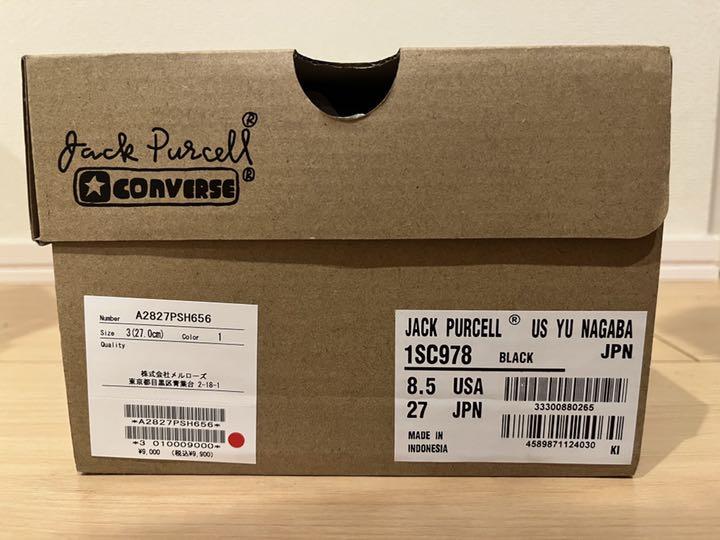 Jack Purcell®
CONVERSE®
Number A2827PSH656
Size 3(27.0cm) Color 1
Quality
株式会社メルローズ
東京都目黒区青葉台 2-18-1
*A2827PSH656*
*3 010009000*
¥9,000 (税込¥9,900)
JACK PURCELL® US YU NAGABA
1SC978 BLACK JPN
8.5 USA
27 JPN
33300880265
MADE IN
INDONESIA
4589871124030 KI